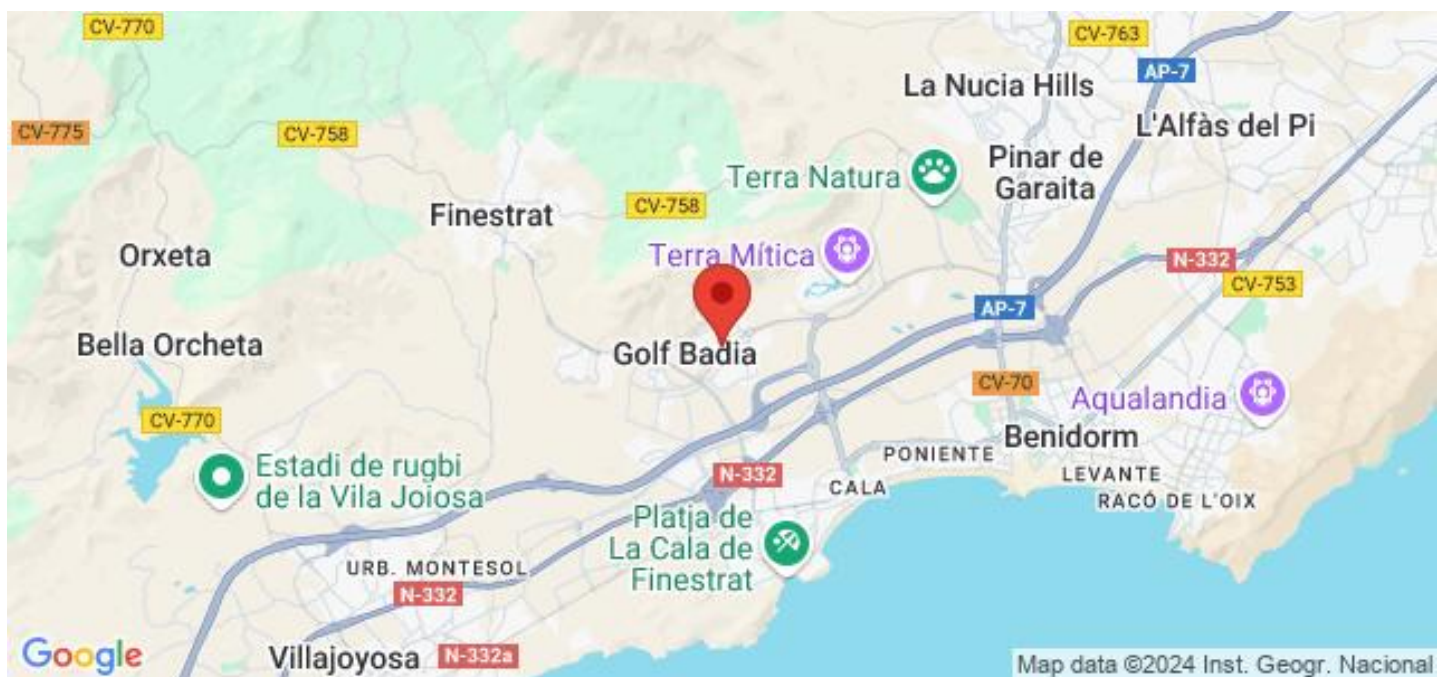 CV-770
CV-763
La Nucia Hills
AP-7
CV-775
CV-758
L'Alfàs del Pi
Terra Natura
Pinar de
Garaita
Finestrat
CV-758
Orxeta
Terra Mítica
N-332
CV-753
AP-7
Bella Orcheta
Golf Badia
CV-70
Aqualandia
CV-770
Benidorm
PONIENTE
Estadi de rugbi
de la Vila Joiosa
N-332
CALA
LEVANTE
RACÓ DE L'OIX
Platja de
La Cala de
Finestrat
URB. MONTESOL
N-332
Google
Villajoyosa
N-332a
Map data ©2024 Inst. Geogr. Nacional